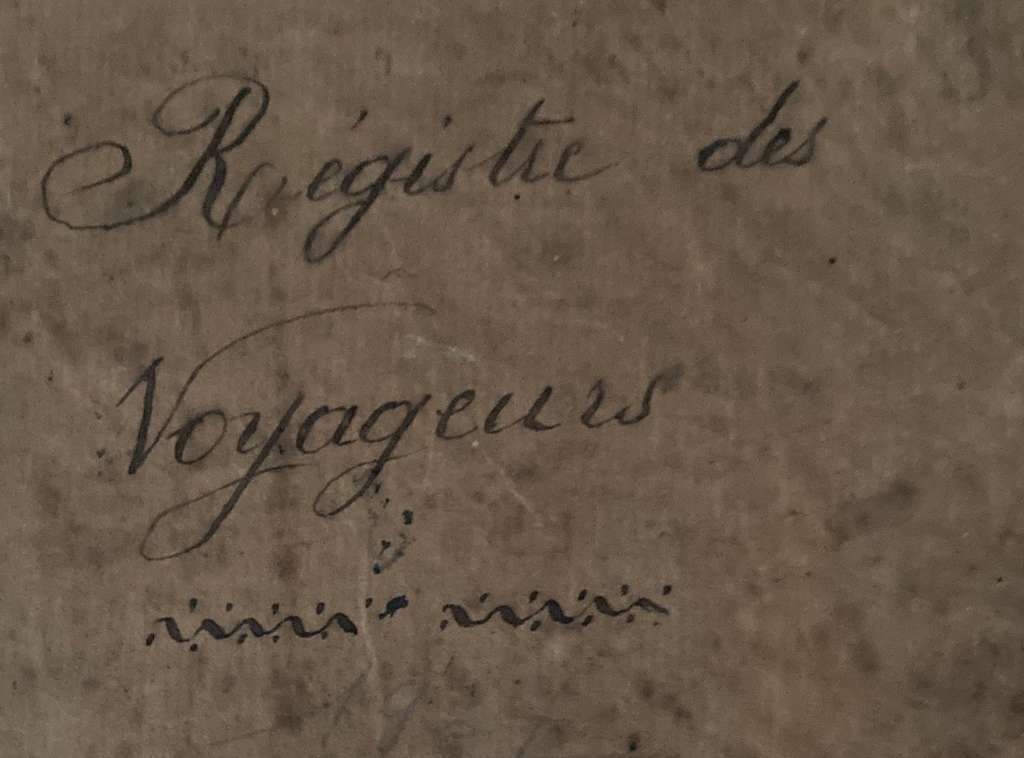 Régistre des
Voyageurs